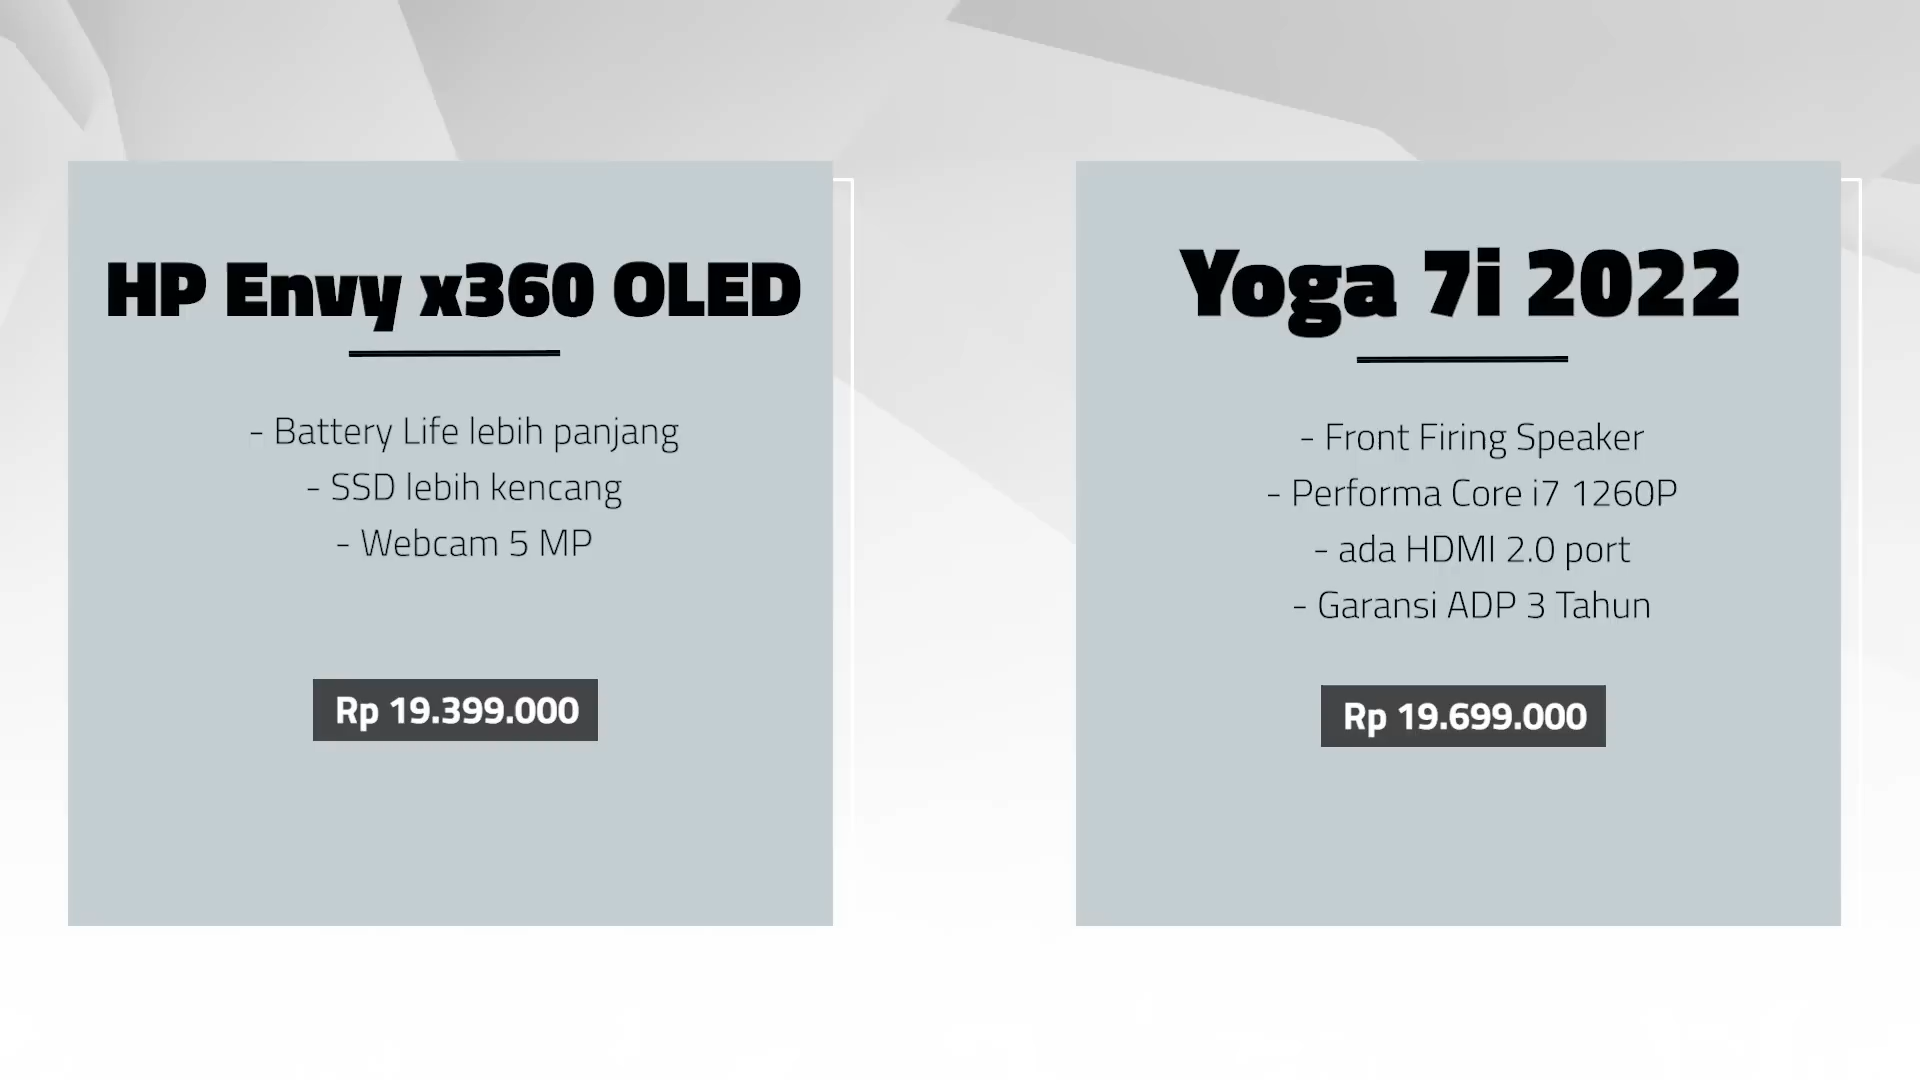 HP Envy x360 OLED
- Battery Life lebih panjang
- SSD lebih kencang
- Webcam 5 MP
Rp 19.399.000
Yoga 7i 2022
- Front Firing Speaker
- Performa Core i7 1260P
- ada HDMI 2.0 port
- Garansi ADP 3 Tahun
Rp 19.699.000